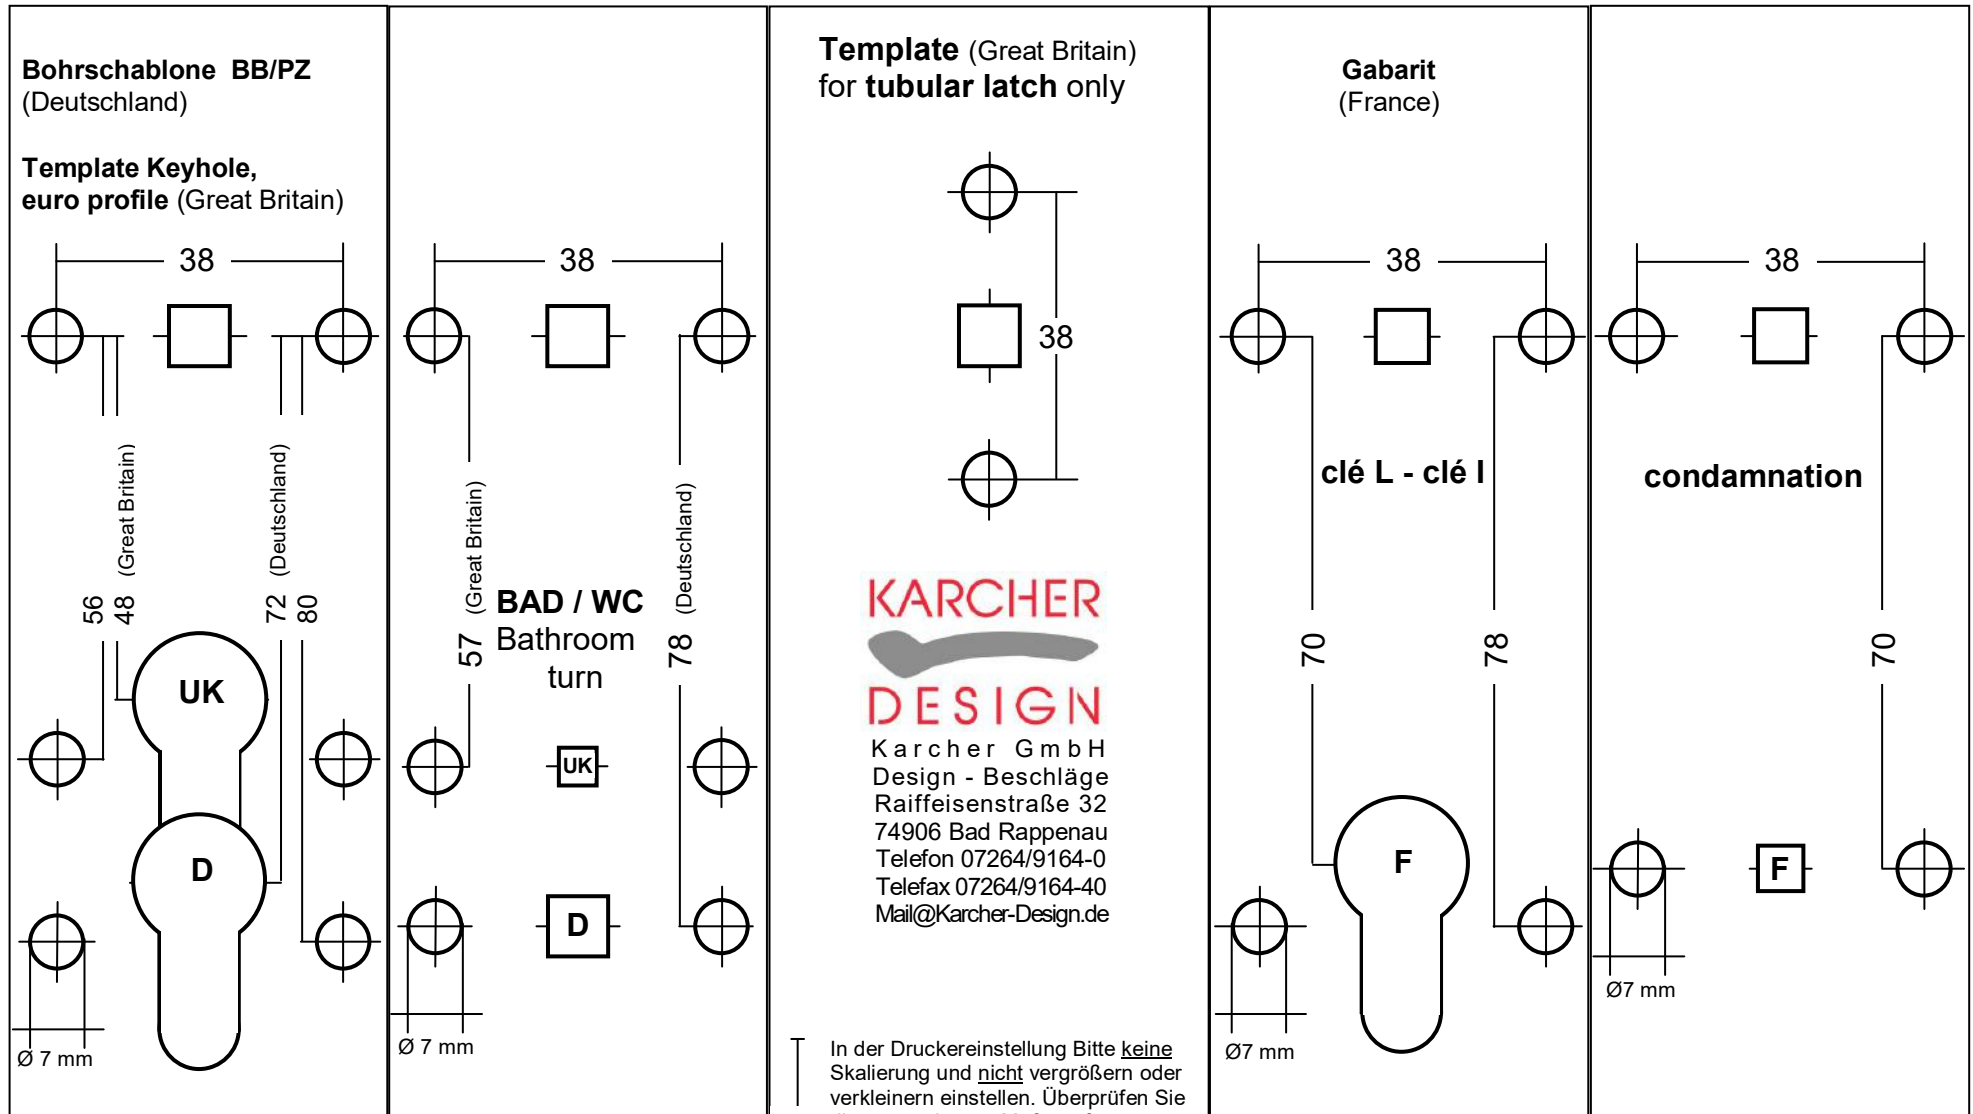 Bohrschablone BB/PZ
(Deutschland)
Template Keyhole,
euro profile (Great Britain)
38
56
48 (Great Britain)
72 (Deutschland)
80
UK
D
Ø 7 mm
38
57 (Great Britain)
78 (Deutschland)
BAD / WC
Bathroom
turn
UK
D
Ø 7 mm
Template (Great Britain)
for tubular latch only
38
KARCHER
DESIGN
Karcher GmbH
Design - Beschläge
Raiffeisenstraße 32
74906 Bad Rappenau
Telefon 07264/9164-0
Telefax 07264/9164-40
Mail@Karcher-Design.de
In der Druckereinstellung Bitte keine
Skalierung und nicht vergrößern oder
verkleinern einstellen. Überprüfen Sie
Gabarit
(France)
38
clé L - clé I
70
78
F
Ø7 mm
38
condamnation
70
F
Ø7 mm